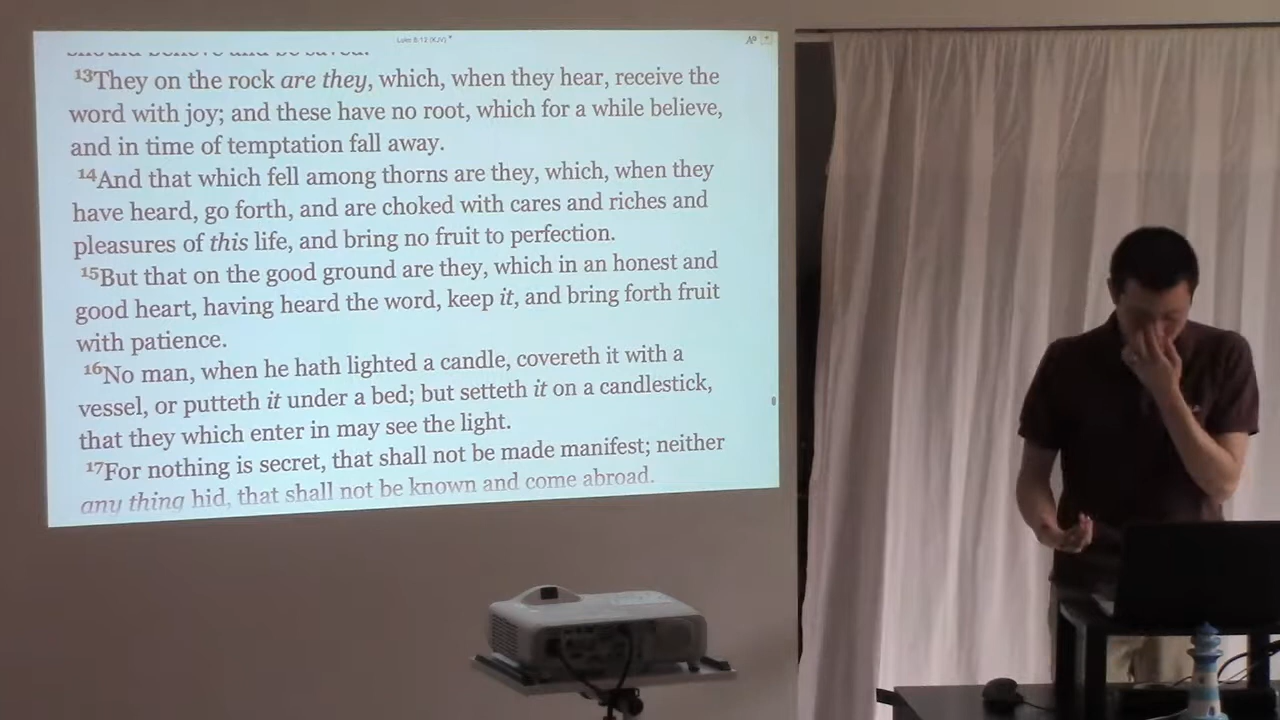 should believe and be saved.
13They on the rock are they, which, when they hear, receive the
word with joy; and these have no root, which for a while believe,
and in time of temptation fall away.
14And that which fell among thorns are they, which, when they
have heard, go forth, and are choked with cares and riches and
pleasures of this life, and bring no fruit to perfection.
15But that on the good ground are they, which in an honest and
good heart, having heard the word, keep it, and bring forth fruit
with patience.
16No man, when he hath lighted a candle, covereth it with a
vessel, or putteth it under a bed; but setteth it on a candlestick,
that they which enter in may see the light.
17For nothing is secret, that shall not be made manifest; neither
any thing hid, that shall not be known and come abroad.